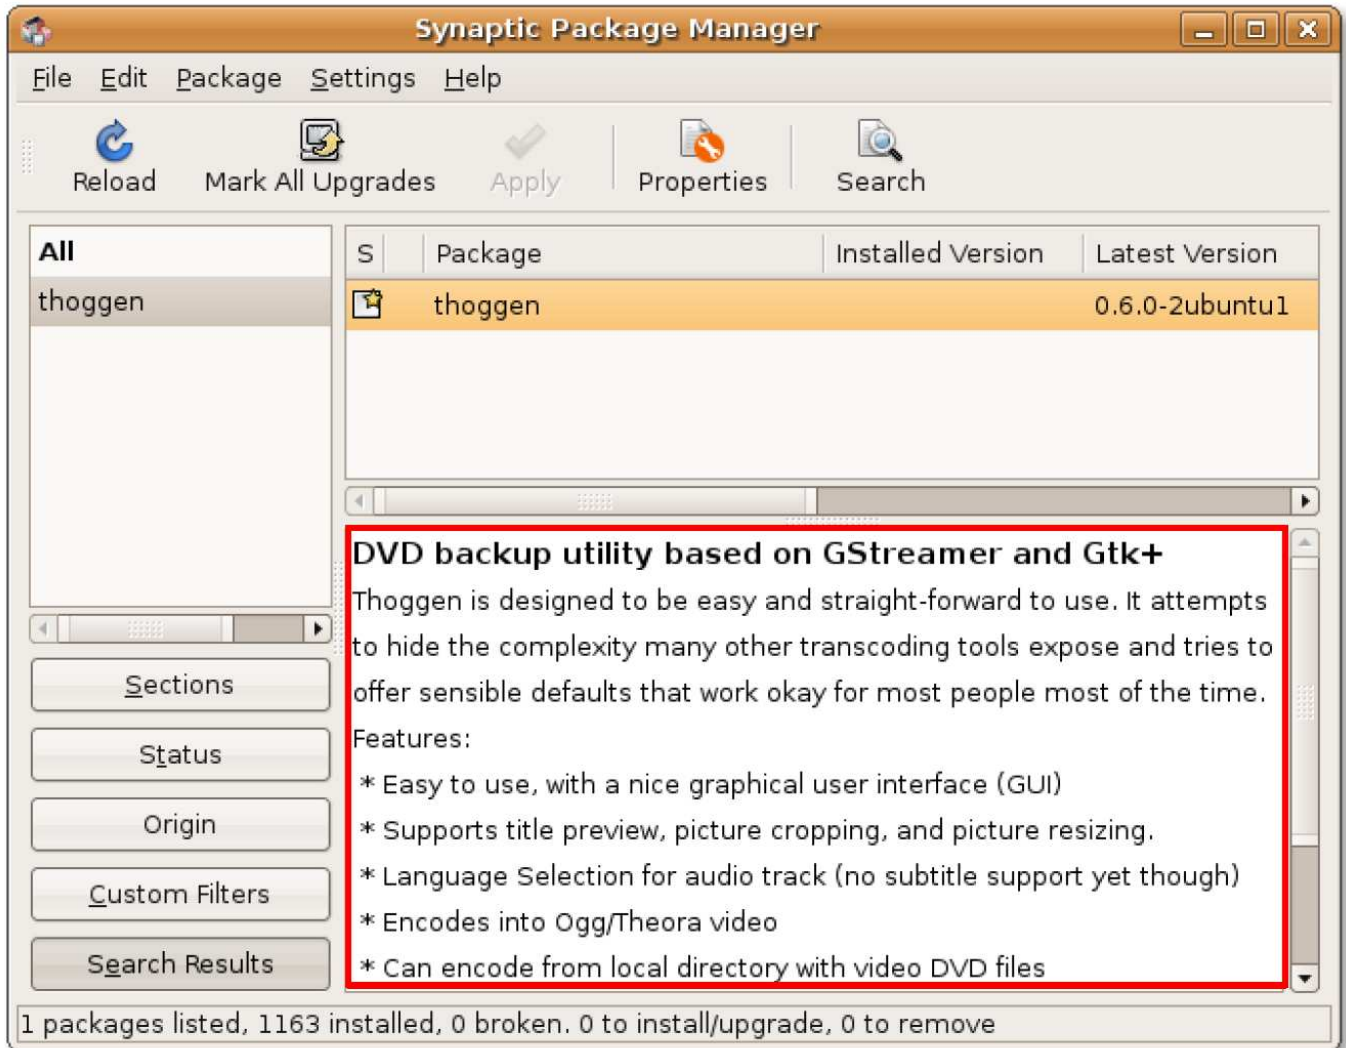 Synaptic Package Manager
File Edit Package Settings Help
Reload Mark All Upgrades Apply Properties Search
All
thoggen
S Package Installed Version Latest Version
thoggen 0.6.0-2ubuntu1
DVD backup utility based on GStreamer and Gtk+
Thoggen is designed to be easy and straight-forward to use. It attempts
to hide the complexity many other transcoding tools expose and tries to
offer sensible defaults that work okay for most people most of the time.
Features:
* Easy to use, with a nice graphical user interface (GUI)
* Supports title preview, picture cropping, and picture resizing.
* Language Selection for audio track (no subtitle support yet though)
* Encodes into Ogg/Theora video
* Can encode from local directory with video DVD files
Sections
Status
Origin
Custom Filters
Search Results
1 packages listed, 1163 installed, 0 broken. 0 to install/upgrade, 0 to remove